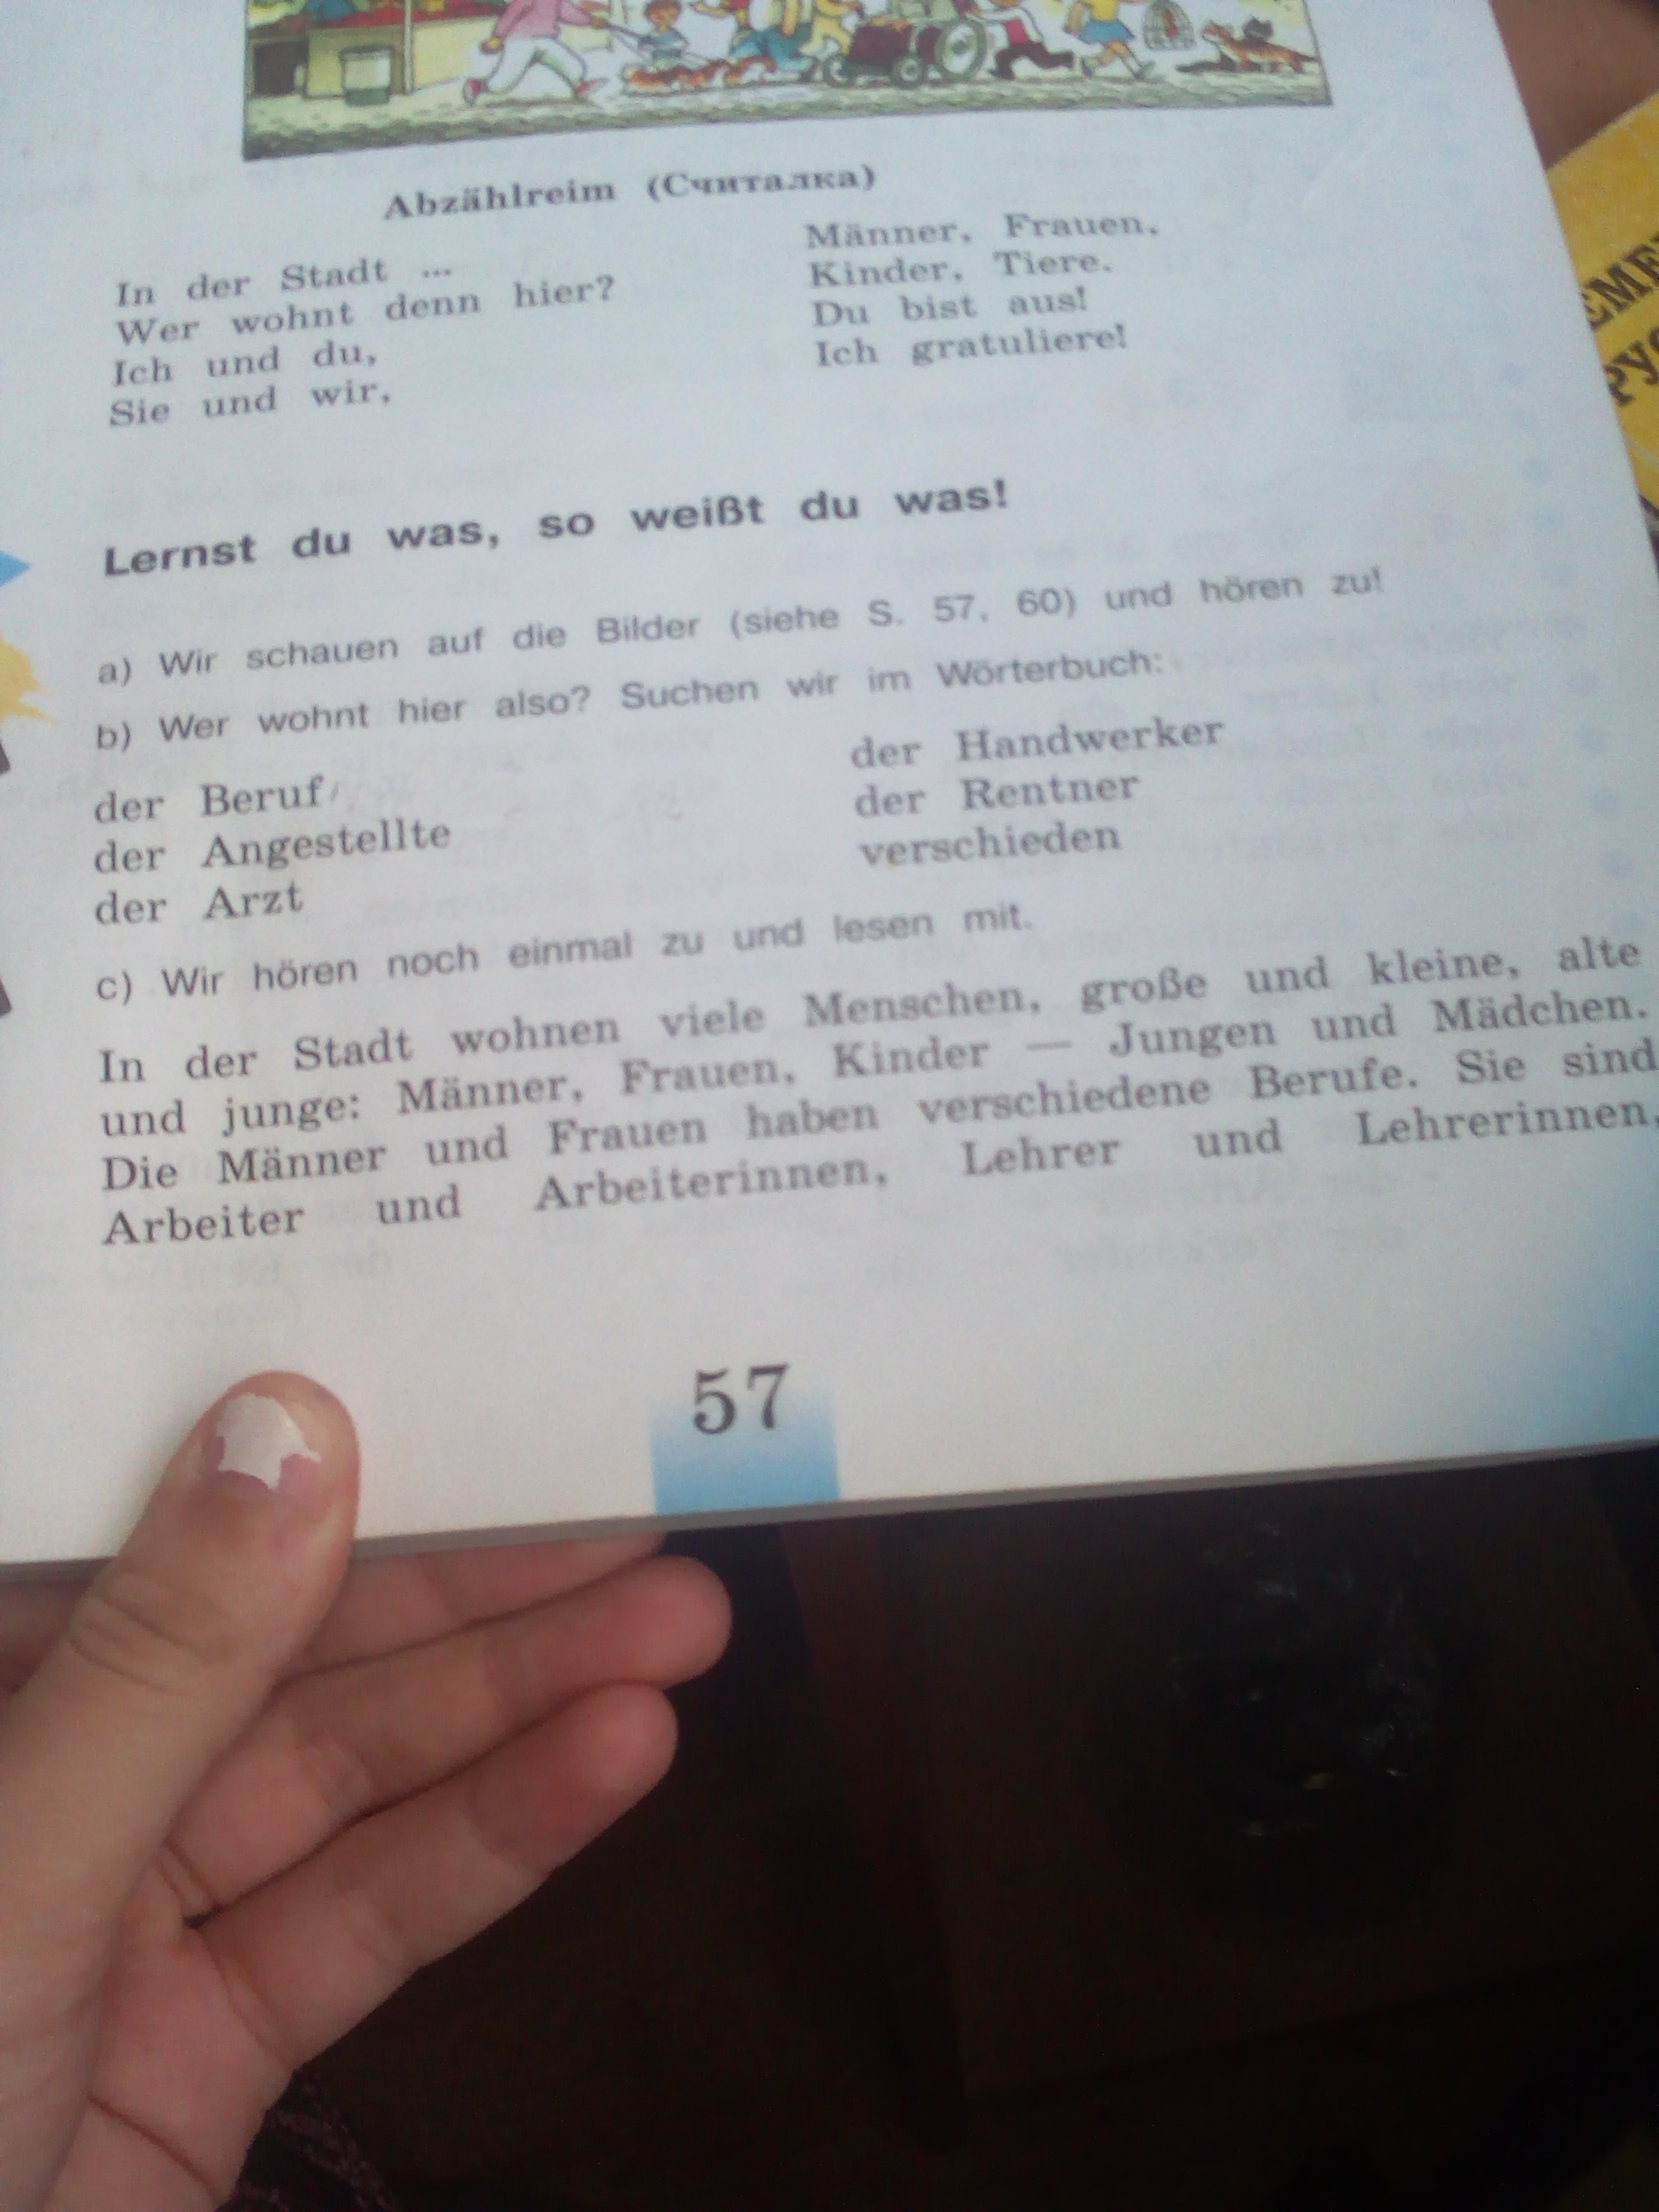 Abzählreim (Считалка)
In der Stadt ...
Wer wohnt denn hier?
Ich und du,
Sie und wir,
Männer, Frauen,
Kinder, Tiere.
Du bist aus!
Ich gratuliere!
Lernst du was, so weißt du was!
a) Wir schauen auf die Bilder (siehe S. 57, 60) und hören zu!
b) Wer wohnt hier also? Suchen wir im Wörterbuch:
der Beruf
der Angestellte
der Arzt
der Handwerker
der Rentner
verschieden
c) Wir hören noch einmal zu und lesen mit.
In der Stadt wohnen viele Menschen, große und kleine, alte
und junge: Männer, Frauen, Kinder — Jungen und Mädchen.
Die Männer und Frauen haben verschiedene Berufe. Sie sind
Arbeiter und Arbeiterinnen, Lehrer und Lehrerinnen,
57